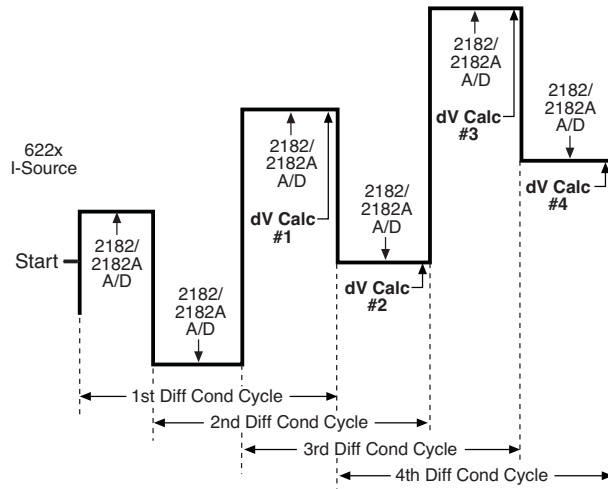 2182/
2182A
A/D
2182/
2182A
A/D
622x
I-Source
2182/
2182A
A/D
dV Calc
#3
dV Calc
#1
2182/
2182A
A/D
dV Calc
#4
Start
2182/
2182A
A/D
2182/
2182A
A/D
dV Calc
#2
1st Diff Cond Cycle
2nd Diff Cond Cycle
3rd Diff Cond Cycle
4th Diff Cond Cycle